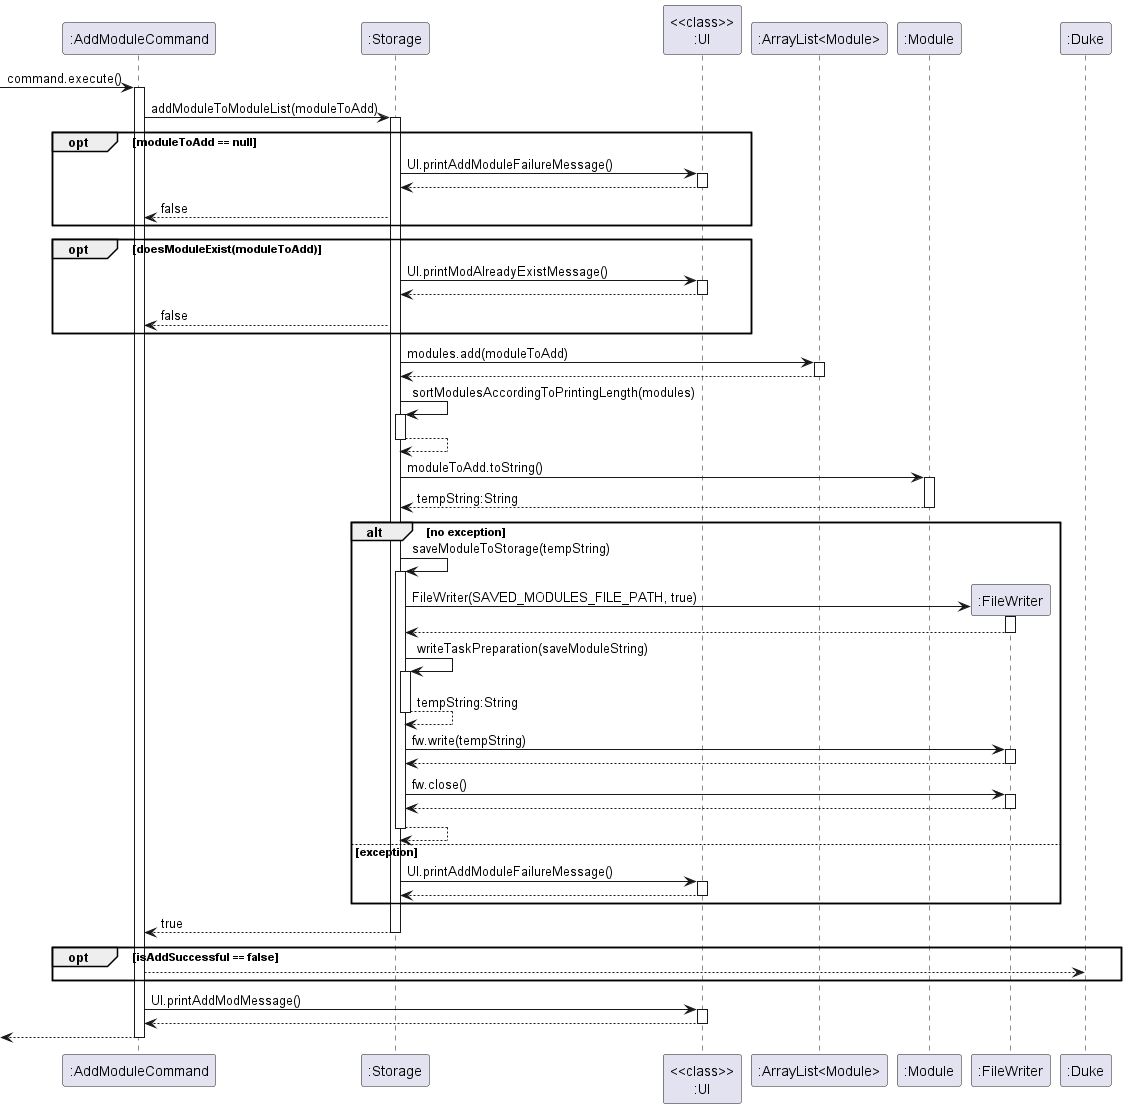 <<class>>
:AddModuleCommand :Storage :UI :ArrayList<Module> :Module :Duke
command.execute()
addModuleToModuleList(moduleToAdd)
opt [moduleToAdd == null]
UI.printAddModuleFailureMessage()
false
opt [doesModuleExist(moduleToAdd)]
UI.printModAlreadyExistMessage()
false
modules.add(moduleToAdd)
sortModulesAccordingToPrintingLength(modules)
moduleToAdd.toString()
tempString:String
alt [no exception]
saveModuleToStorage(tempString)
FileWriter(SAVED_MODULES_FILE_PATH, true) :FileWriter
writeTaskPreparation(saveModuleString)
tempString:String
fw.write(tempString)
fw.close()
[exception]
UI.printAddModuleFailureMessage()
true
opt [isAddSuccessful == false]
UI.printAddModMessage()
<<class>>
:AddModuleCommand :Storage :UI :ArrayList<Module> :Module :FileWriter :Duke